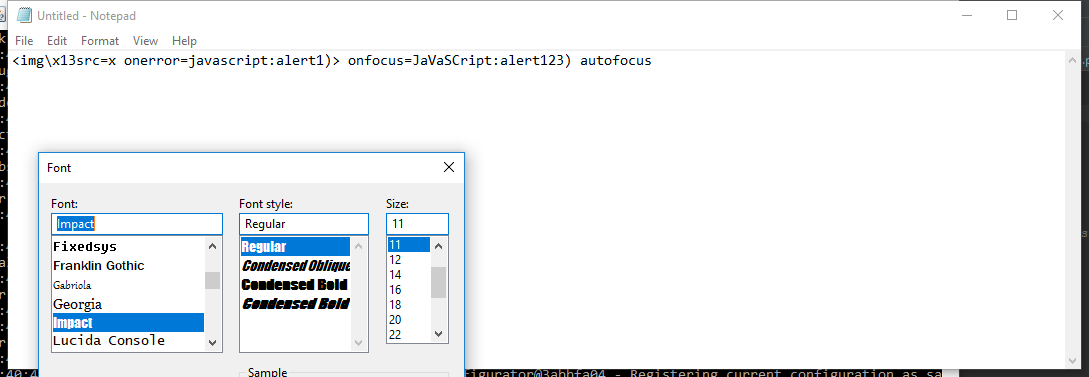 Untitled - Notepad
File Edit Format View Help
<img\x13src=x onerror=javascript:alert1)> onfocus=JaVaSCript:alert123) autofocus
Font
Font: Font style: Size:
Impact Regular 11
Fixedsys Regular 11
Franklin Gothic Condensed Oblique 12
Gabriola Condensed Bold 14
Georgia Condensed Bold 16
Impact 18
Lucida Console 20
22
Sample
:40:4 figurator@3abbfa04 - Registering current configuration as sa